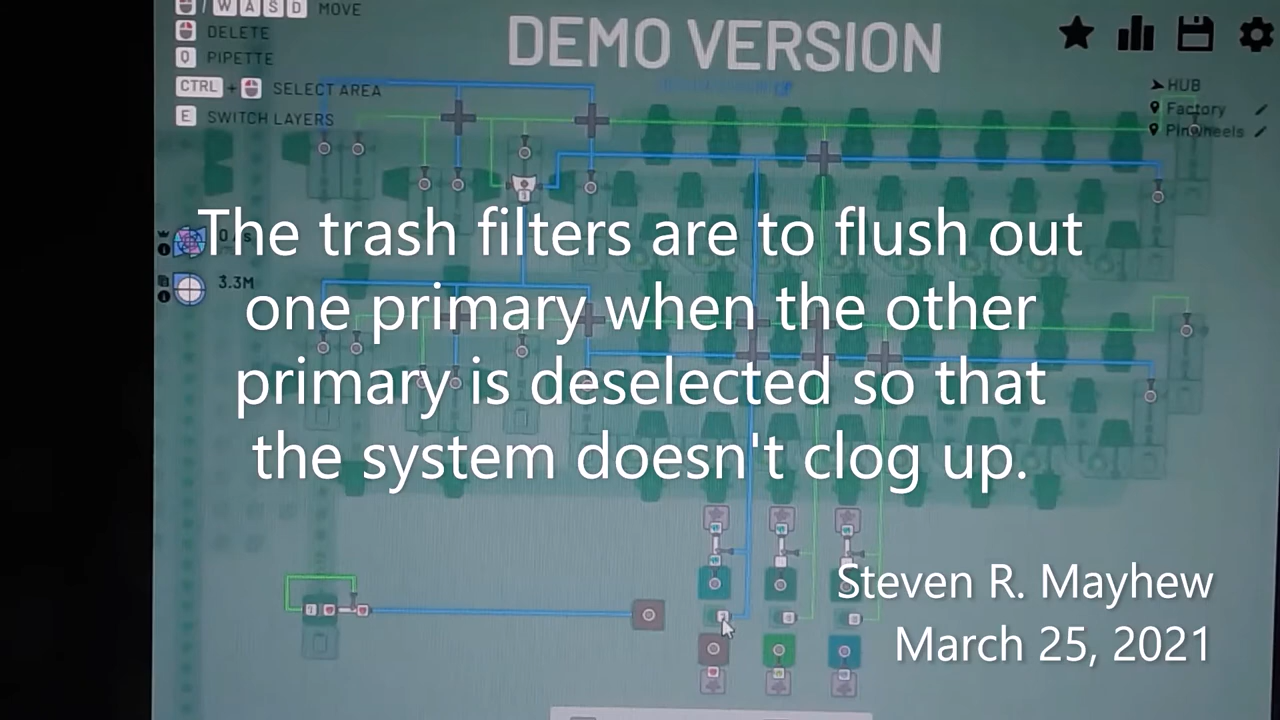 / W A S D MOVE
DELETE
Q PIPETTE
CTRL + SELECT AREA
E SWITCH LAYERS
DEMO VERSION
HUB
Factory
Pinwheels
3.3M
The trash filters are to flush out
one primary when the other
primary is deselected so that
the system doesn't clog up.
Steven R. Mayhew
March 25, 2021